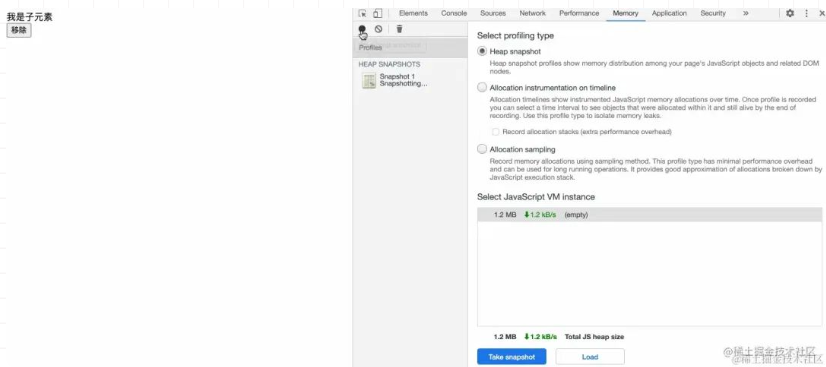 我是子元素
移除
Elements Console Sources Network Performance Memory Application Security »
Profiles
HEAP SNAPSHOTS
Snapshot 1
Snapshotting...
Select profiling type
Heap snapshot
Heap snapshot profiles show memory distribution among your page's JavaScript objects and related DOM
nodes.
Allocation instrumentation on timeline
Allocation timelines show instrumented JavaScript memory allocations over time. Once profile is recorded
you can select a time interval to see objects that were allocated within it and still alive by the end of
recording. Use this profile type to isolate memory leaks.
Record allocation stacks (extra performance overhead)
Allocation sampling
Record memory allocations using sampling method. This profile type has minimal performance overhead
and can be used for long running operations. It provides good approximation of allocations broken down by
JavaScript execution stack.
Select JavaScript VM instance
1.2 MB 1.2 kB/s (empty)
1.2 MB 1.2 kB/s Total JS heap size
Take snapshot Load
@稀土掘金技术社区
@稀土掘金技术社区